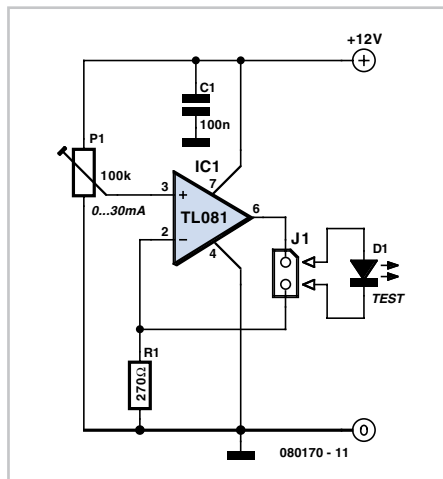 +12V
C1
100n
P1
100k
0...30mA
IC1
7
3
+
TL081
6
2
–
4
J1
D1
TEST
R1
270Ω
0
080170 - 11